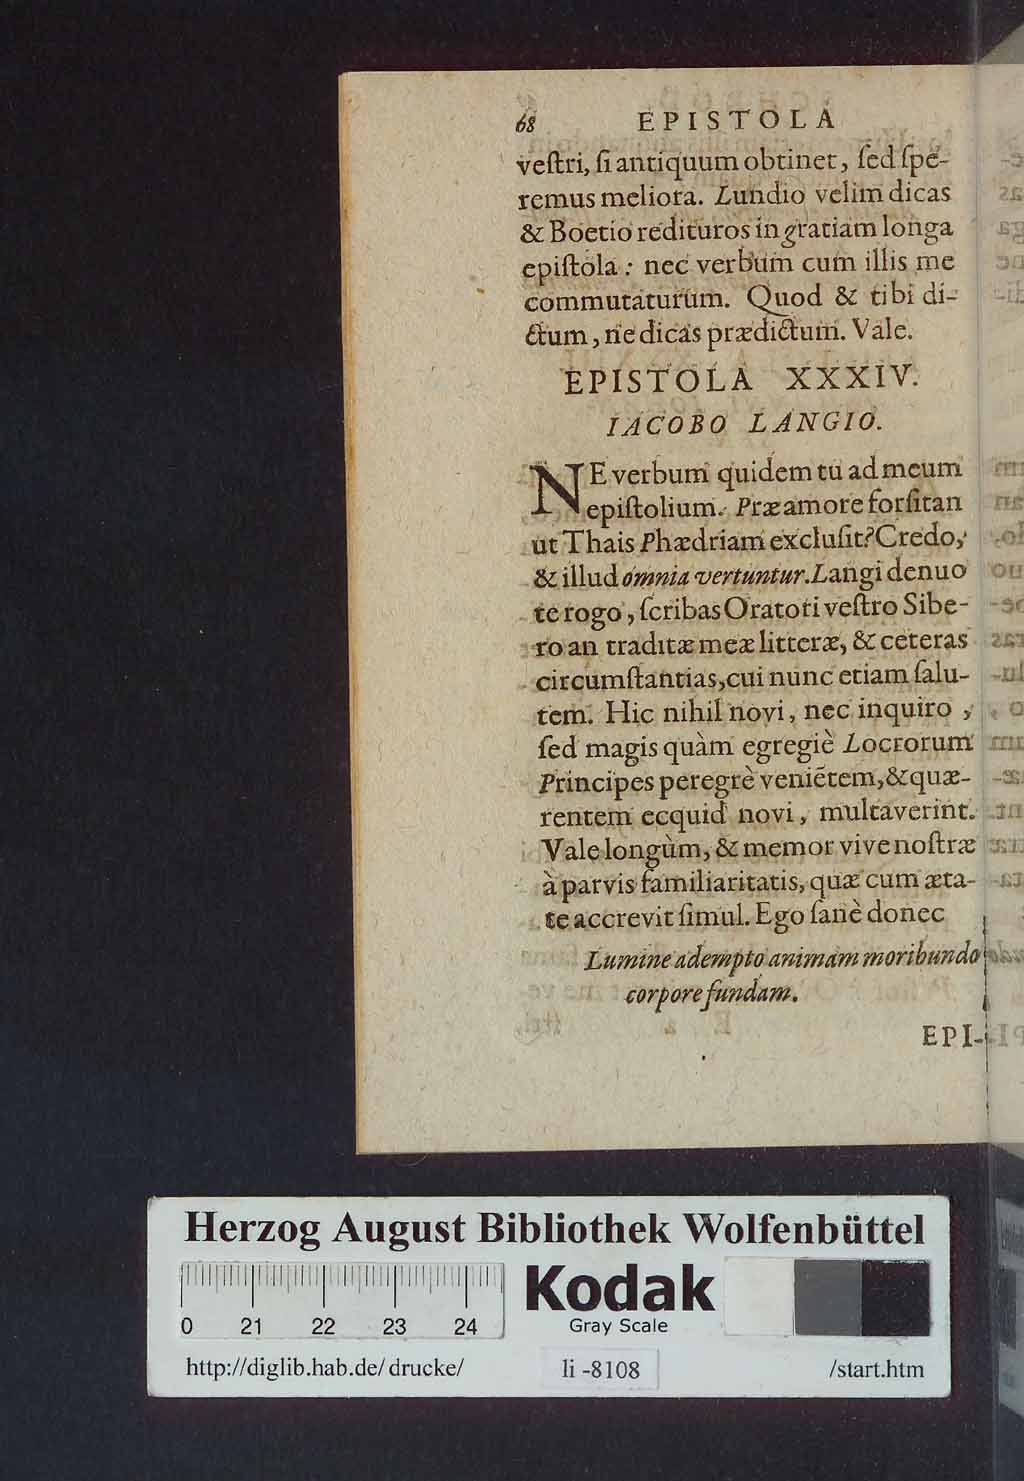 68 EPISTOLA
veſtri, ſi antiquum obtinet, ſed ſpe-
remus meliora. Lundio velim dicas
& Boetio redituros in gratiam longa
epiſtola : nec verbum cum illis me
commutaturum. Quod & tibi di-
ctum, ne dicas prædictum. Vale.
EPISTOLA XXXIV.
IACOBO LANGIO.
NE verbum quidem tu ad meum
epiſtolium. Præ amore forſitan
ut Thais Phædriam excluſit? Credo,
& illud omnia vertuntur. Langi denuo
te rogo, ſcribas Oratori veſtro Sibe-
ro an traditæ meæ litteræ, & ceteras
circumſtantias, cui nunc etiam ſalu-
tem. Hic nihil novi, nec inquiro,
ſed magis quàm egregiè Locrorum
Principes peregrè veniẽtem, & quæ-
rentem ecquid novi, multaverint.
Vale longùm, & memor vive noſtræ
à parvis familiaritatis, quæ cum æta-
te accrevit ſimul. Ego ſanè donec
Lumine adempto animam moribundo
corpore fundam.
EPI-
Herzog August Bibliothek Wolfenbüttel
0 21 22 23 24
Kodak
Gray Scale
http://diglib.hab.de/drucke/ li-8108 /start.htm